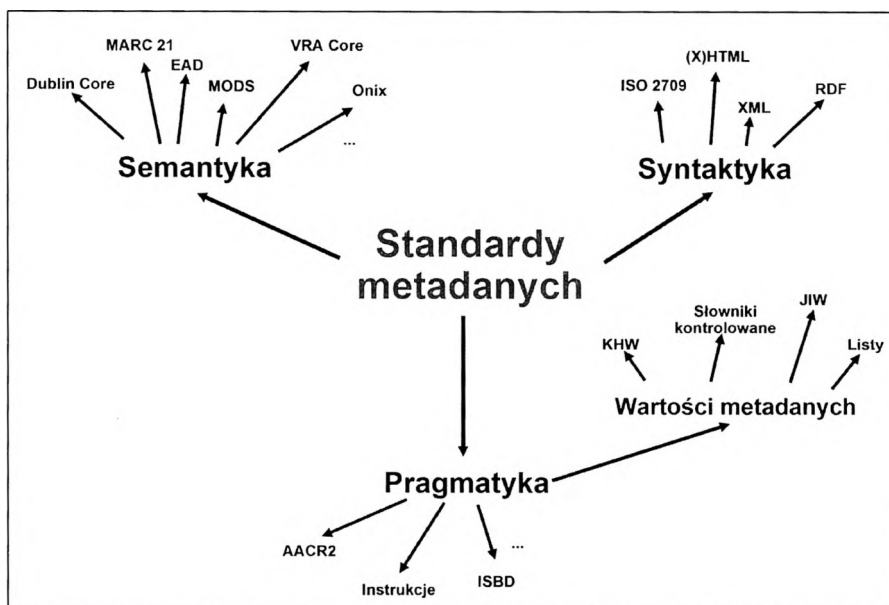 MARC 21
VRA Core
EAD
Dublin Core
MODS
Onix
...
Semantyka
(X)HTML
ISO 2709
RDF
XML
Syntaktyka
Standardy
metadanych
Słowniki
kontrolowane
JIW
KHW
Listy
Wartości metadanych
Pragmatyka
AACR2
...
Instrukcje
ISBD